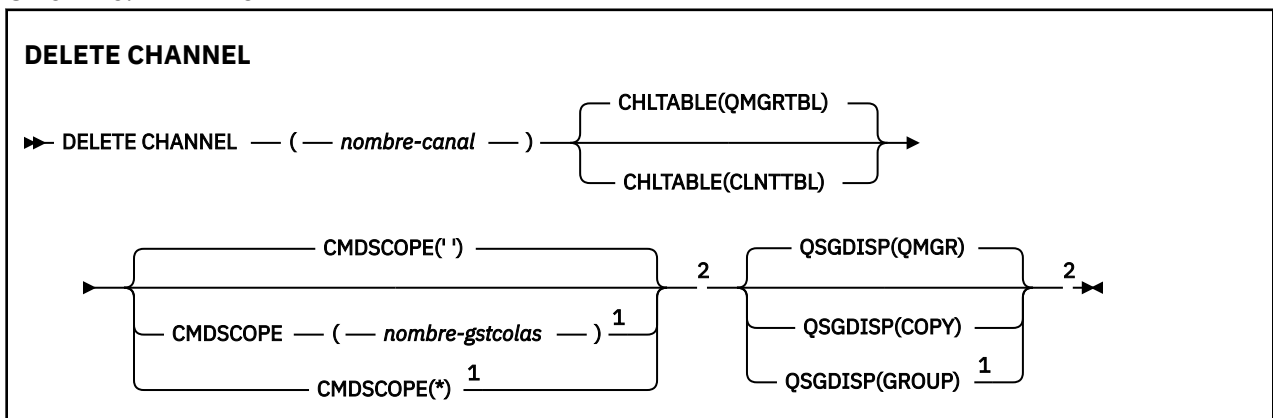 DELETE CHANNEL
CHLTABLE(QMGRTBL)
DELETE CHANNEL ( nombre-canal )
CHLTABLE(CLNTTBL)
CMDSCOPE(' ') QSGDISP(QMGR)
2 2
CMDSCOPE ( nombre-gstcolas ) 1 QSGDISP(COPY)
CMDSCOPE(*) 1 QSGDISP(GROUP) 1